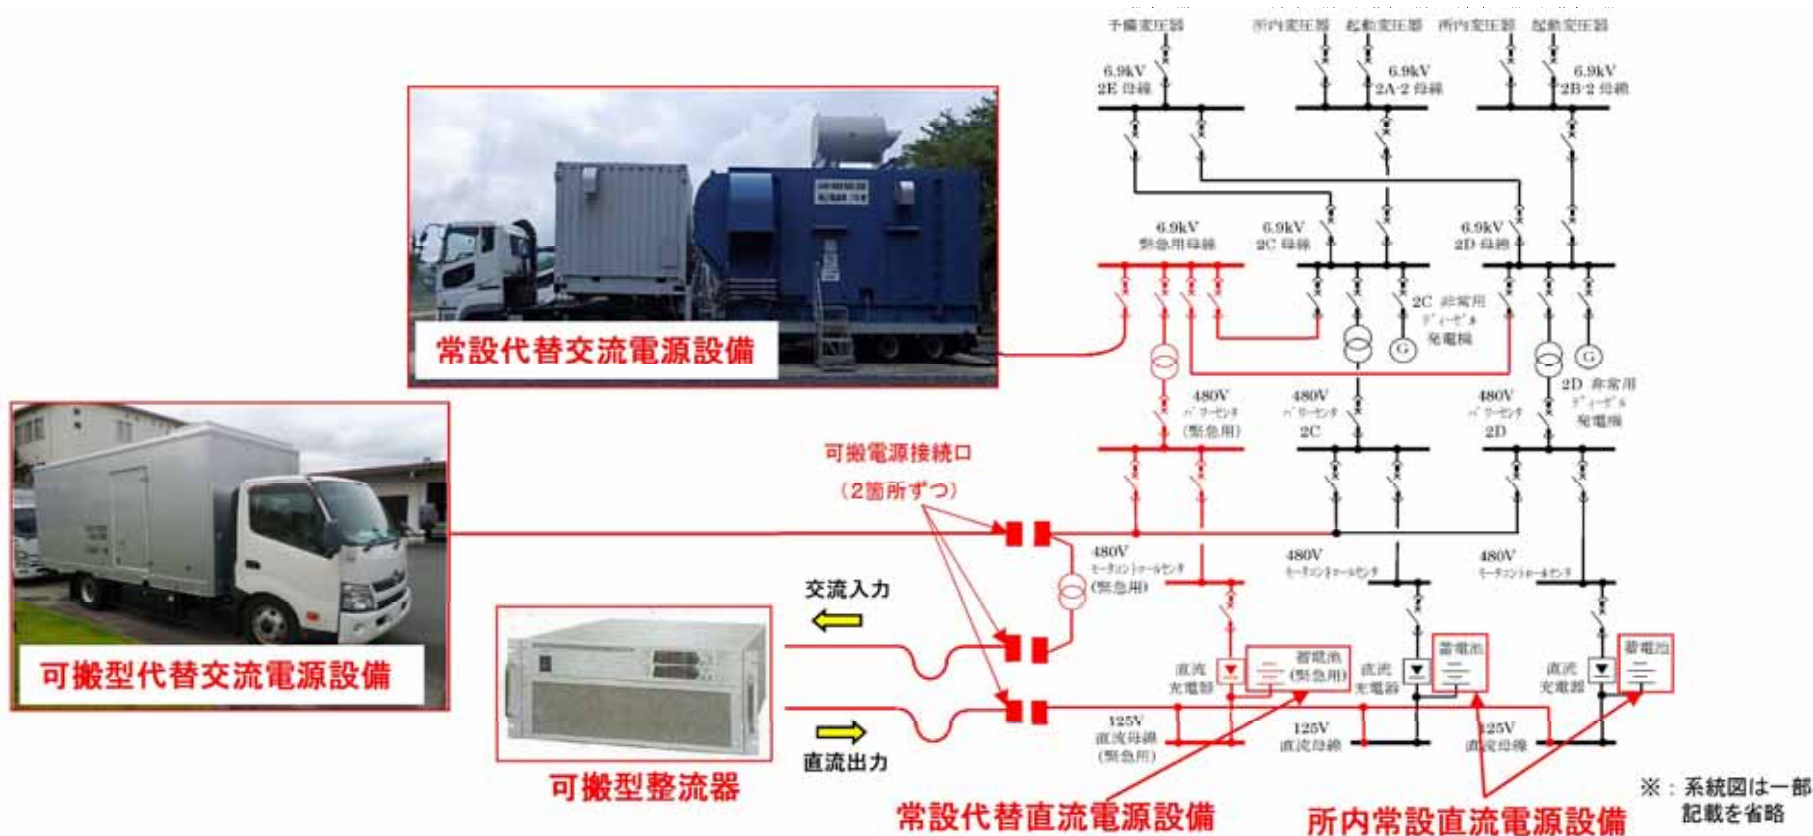 予備変圧器
所内変圧器
起動変圧器
所内変圧器
起動変圧器
6.9kV
2E 母線
6.9kV
2A-2 母線
6.9kV
2B-2 母線
6.9kV
緊急用母線
6.9kV
2C 母線
6.9kV
2D 母線
2C 非常用
ディーゼル
発電機
G
G
2D 非常用
ディーゼル
発電機
常設代替交流電源設備
480V
パワーセンタ
(緊急用)
480V
パワーセンタ
2C
480V
パワーセンタ
2D
可搬電源接続口
(2箇所ずつ)
可搬型代替交流電源設備
480V
モータコントロールセンタ
(緊急用)
480V
モータコントロールセンタ
480V
モータコントロールセンタ
交流入力
直流出力
可搬型整流器
直流
充電器
蓄電池
(緊急用)
直流
充電器
蓄電池
直流
充電器
蓄電池
125V
直流母線
(緊急用)
125V
直流母線
125V
直流母線
常設代替直流電源設備
所内常設直流電源設備
※：系統図は一部
記載を省略